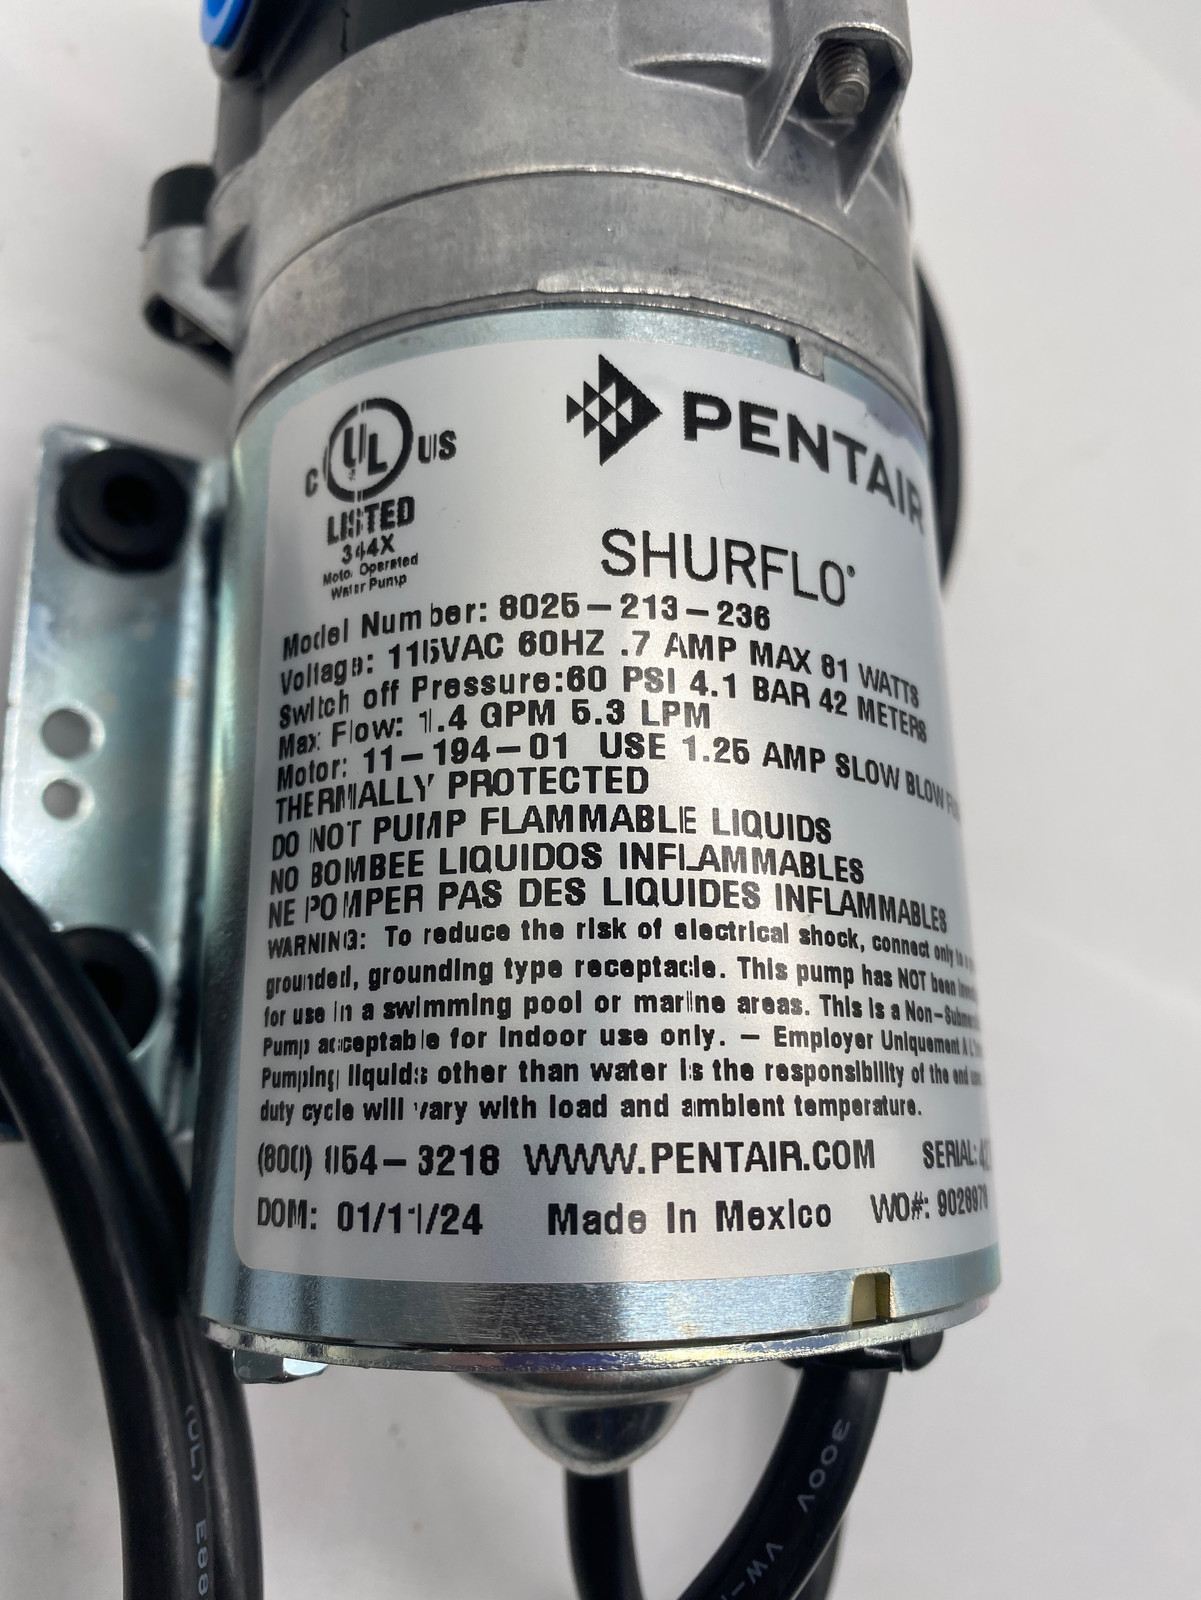 C UL US
LISTED
344X
Motor Operated
Water Pump
PENTAIR
SHURFLO®
Model Number: 8025-213-236
Voltage: 115VAC 60HZ .7 AMP MAX 81 WATTS
Switch off Pressure:60 PSI 4.1 BAR 42 METERS
Max Flow: 1.4 GPM 5.3 LPM
Motor: 11-194-01 USE 1.25 AMP SLOW BLOW
THERMALLY PROTECTED
DO NOT PUMP FLAMMABLE LIQUIDS
NO BOMBEE LIQUIDOS INFLAMMABLES
NE POMPER PAS DES LIQUIDES INFLAMMABLES
WARNING: To reduce the risk of electrical shock, connect only to a
grounded, grounding type receptacle. This pump has NOT been
for use in a swimming pool or marine areas. This is a
Pump acceptable for indoor use only. – Employer Uniquement A
Pumping liquids other than water is the responsibility of the end
duty cycle will vary with load and ambient temperature.
(800) 854-3218 WWW.PENTAIR.COM SERIAL:
DOM: 01/11/24 Made In Mexico WO#:
(UL)
300V